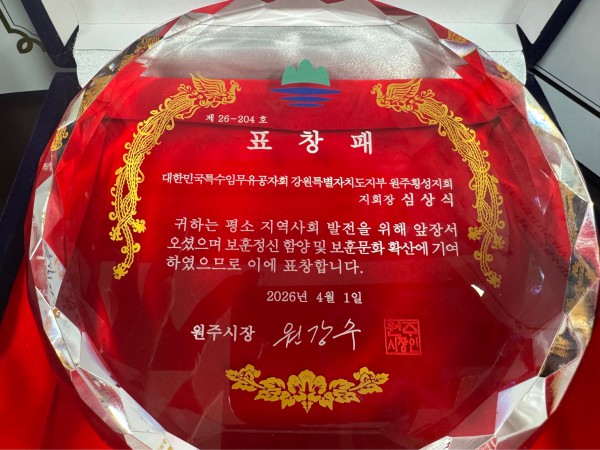 제 26-204 호
표창패
대한민국특수임무유공자회 강원특별자치도지부 원주횡성지회
지회장 심상식
귀하는 평소 지역사회 발전을 위해 앞장서
오셨으며 보훈정신 함양 및 보훈문화 확산에 기여
하였으므로 이에 표창합니다.
2026년 4월 1일
원주시장 원강수